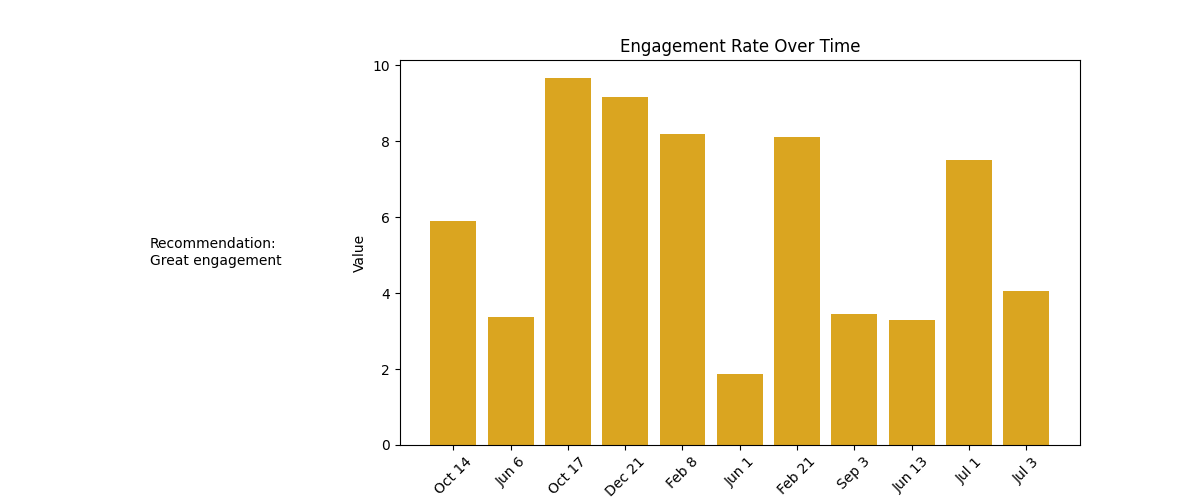 Engagement Rate Over Time
Recommendation:
Great engagement
Value
10
8
6
4
2
0
Oct 14
Jun 6
Oct 17
Dec 21
Feb 8
Jun 1
Feb 21
Sep 3
Jun 13
Jul 1
Jul 3